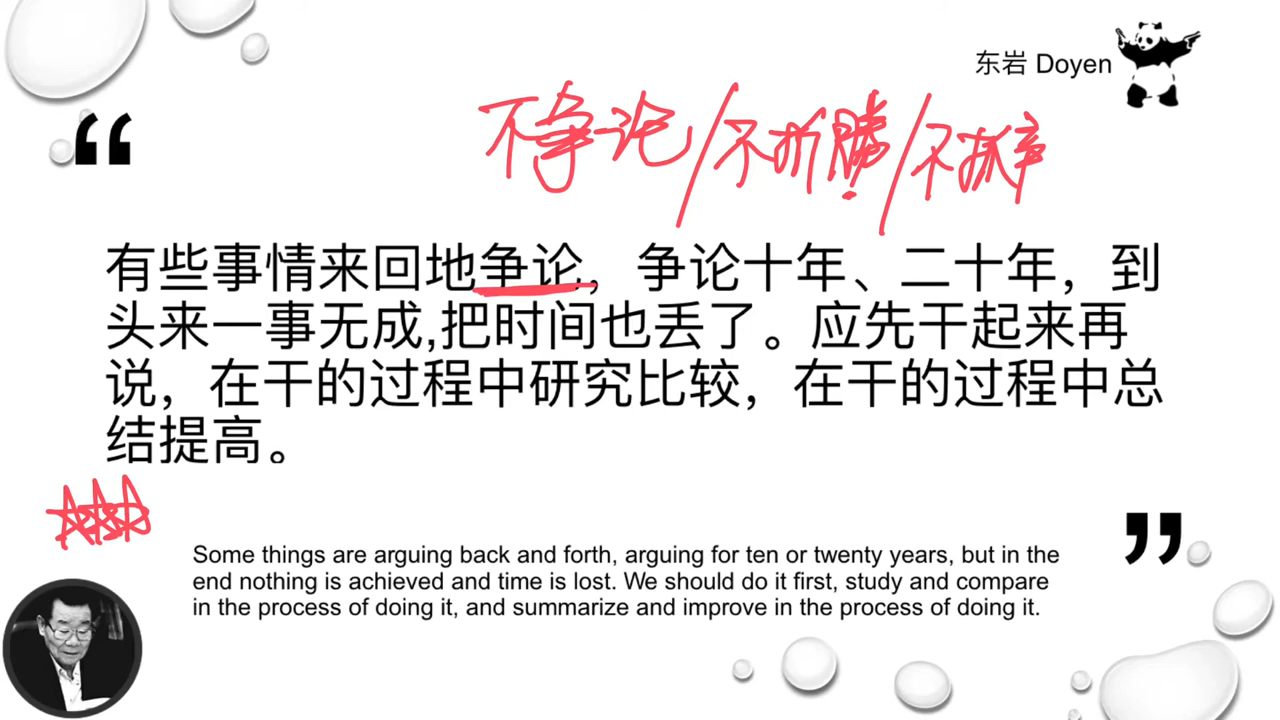 东岩 Doyen
不争论/不折腾/不抓
“
有些事情来回地争论，争论十年、二十年，到
头来一事无成,把时间也丢了。应先干起来再
说，在干的过程中研究比较，在干的过程中总
结提高。
Some things are arguing back and forth, arguing for ten or twenty years, but in the
end nothing is achieved and time is lost. We should do it first, study and compare
in the process of doing it, and summarize and improve in the process of doing it.
”